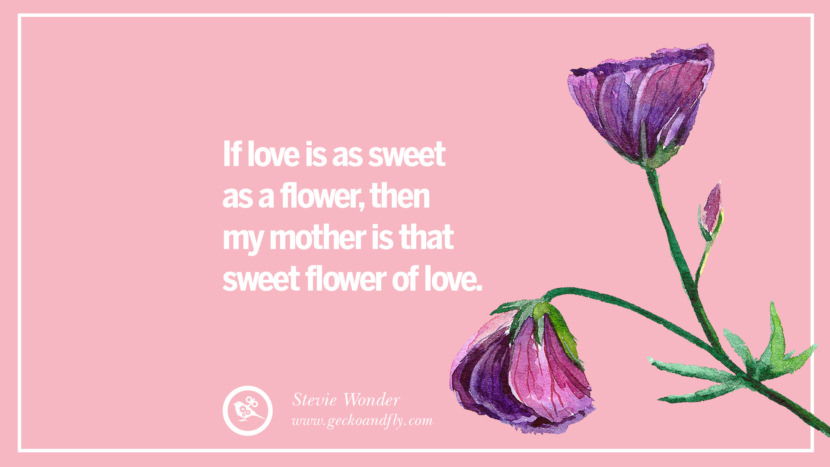 If love is as sweet
as a flower, then
my mother is that
sweet flower of love.
Stevie Wonder
www.geckoandfly.com